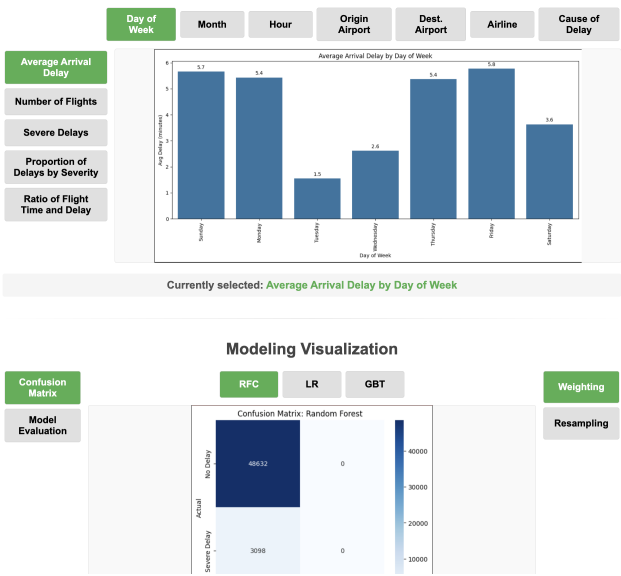 Day of
Week
Month
Hour
Origin
Airport
Dest.
Airport
Airline
Cause of
Delay
Average Arrival
Delay
Number of Flights
Severe Delays
Proportion of
Delays by Severity
Ratio of Flight
Time and Delay
Average Arrival Delay by Day of Week
Avg Delay (minutes)
6
5
4
3
2
1
0
5.7
5.4
1.5
2.6
5.4
5.8
3.6
Sunday
Monday
Tuesday
Wednesday
Thursday
Friday
Saturday
Day of Week
Currently selected: Average Arrival Delay by Day of Week
Modeling Visualization
Confusion
Matrix
Model
Evaluation
RFC
LR
GBT
Weighting
Resampling
Confusion Matrix: Random Forest
Actual
No Delay
Severe Delay
48632
0
3098
0
40000
30000
20000
10000